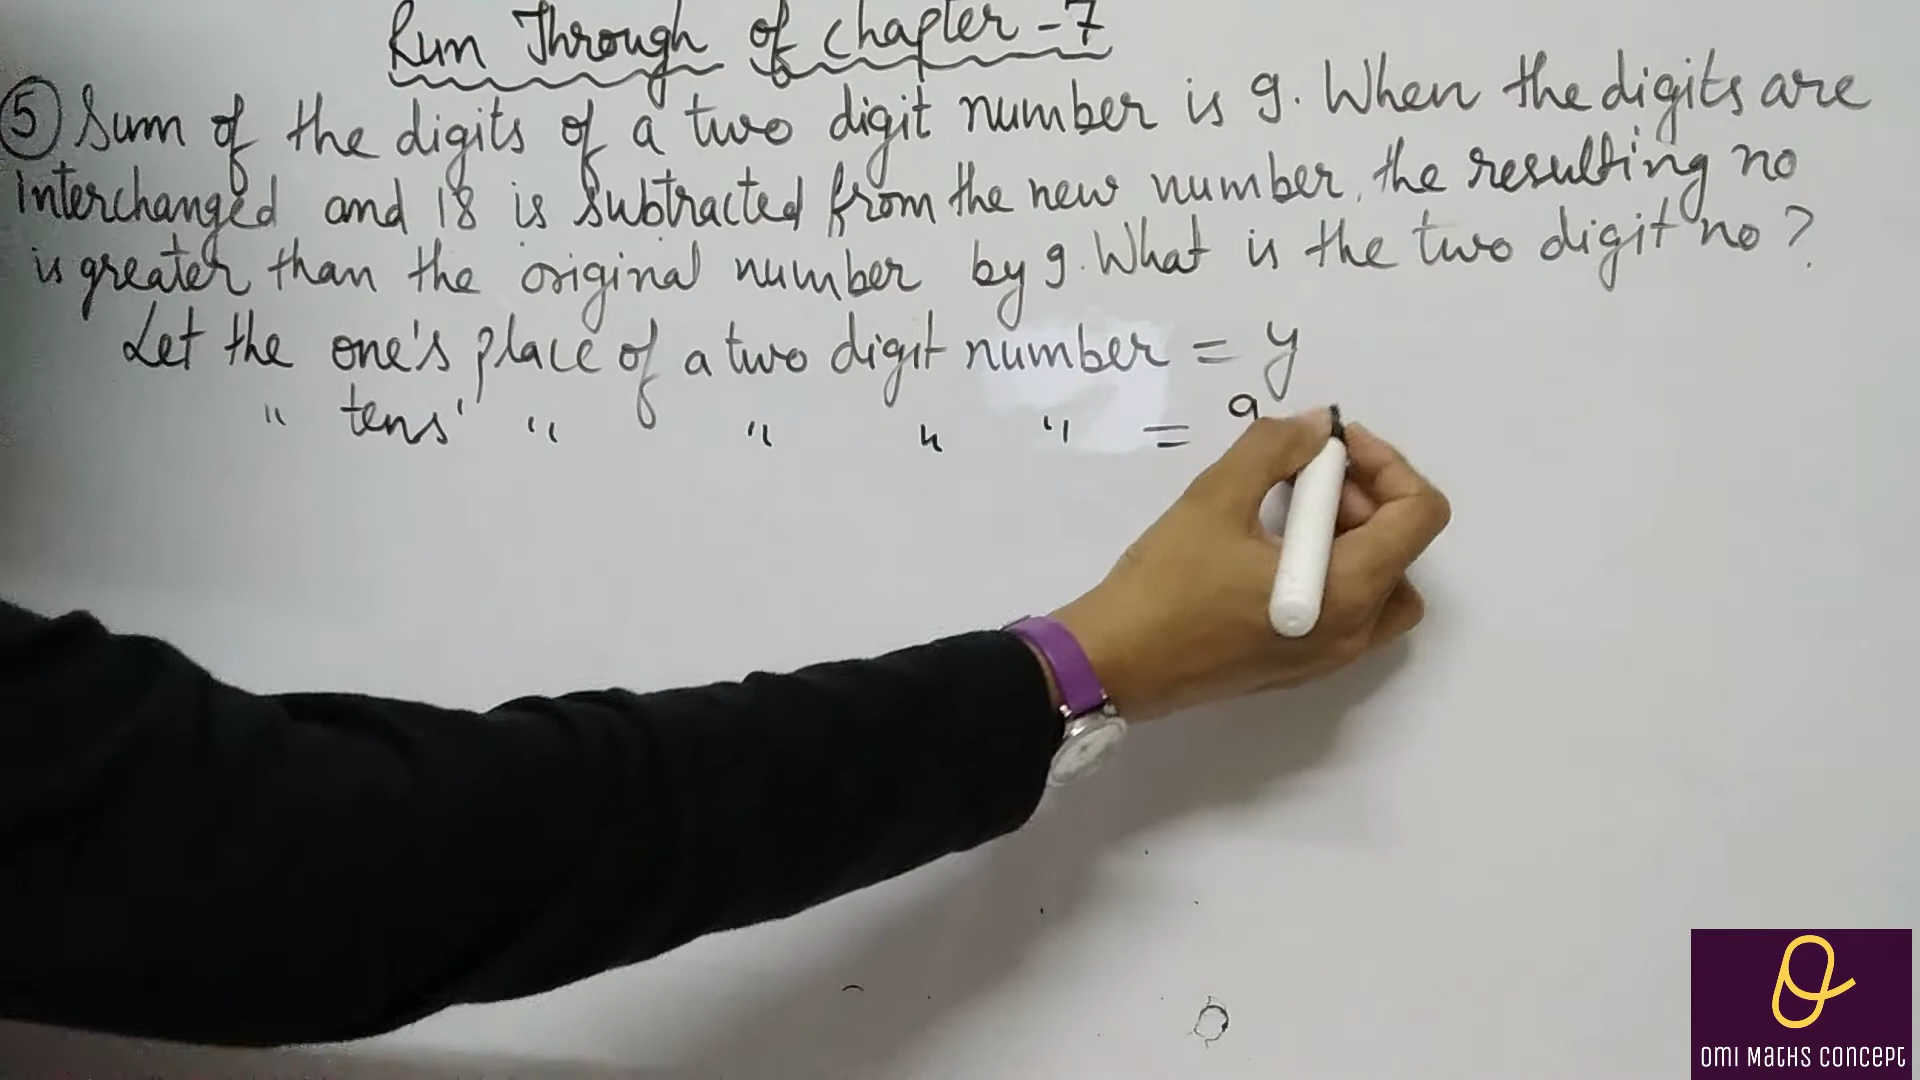 Run Through of chapter -7
5 Sum of the digits of a two digit number is 9. When the digits are
interchanged and 18 is subtracted from the new number, the resulting no
is greater than the original number by 9. What is the two digit no?
Let the one's place of a two digit number = y
" tens' " " " " = 9
OMI MATHS CONCEPT